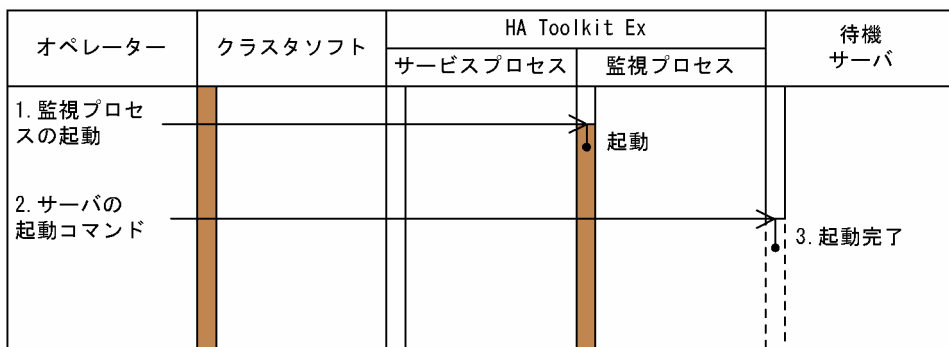 オペレーター
クラスタソフト
HA Toolkit Ex
サービスプロセス
監視プロセス
待機
サーバ
1.監視プロセ
スの起動
起動
2.サーバの
起動コマンド
3.起動完了